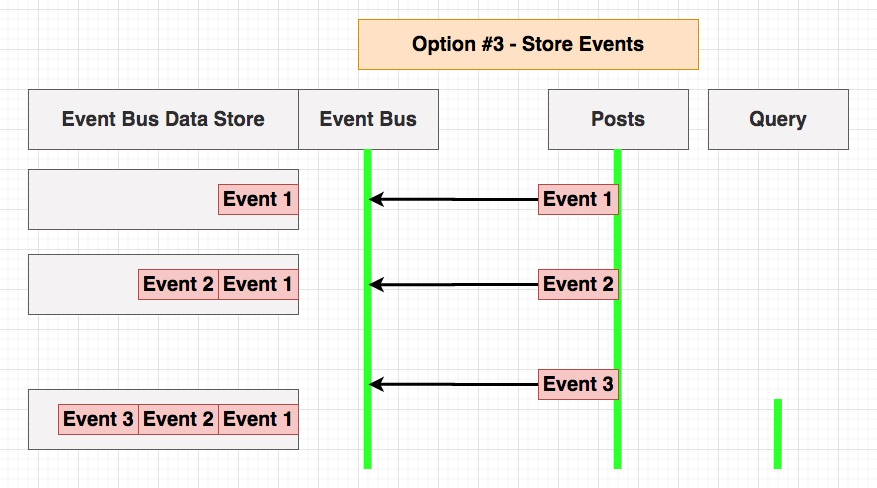 Option #3 - Store Events
Event Bus Data Store
Event Bus
Posts
Query
Event 1
Event 1
Event 2
Event 1
Event 2
Event 3
Event 3
Event 2
Event 1